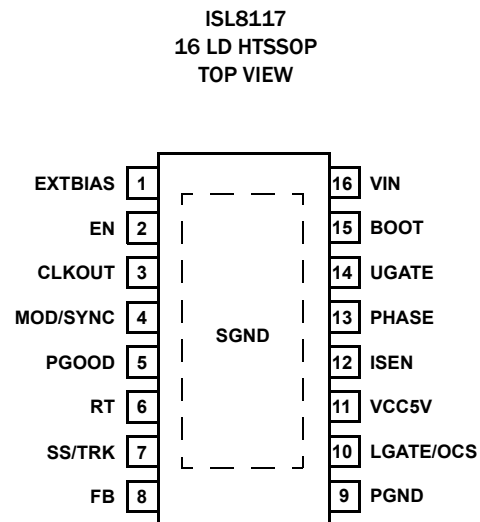 ISL8117
16 LD HTSSOP
TOP VIEW
EXTBIAS 1 16 VIN
EN 2 15 BOOT
CLKOUT 3 14 UGATE
MOD/SYNC 4 13 PHASE
SGND
PGOOD 5 12 ISEN
RT 6 11 VCC5V
SS/TRK 7 10 LGATE/OCS
FB 8 9 PGND